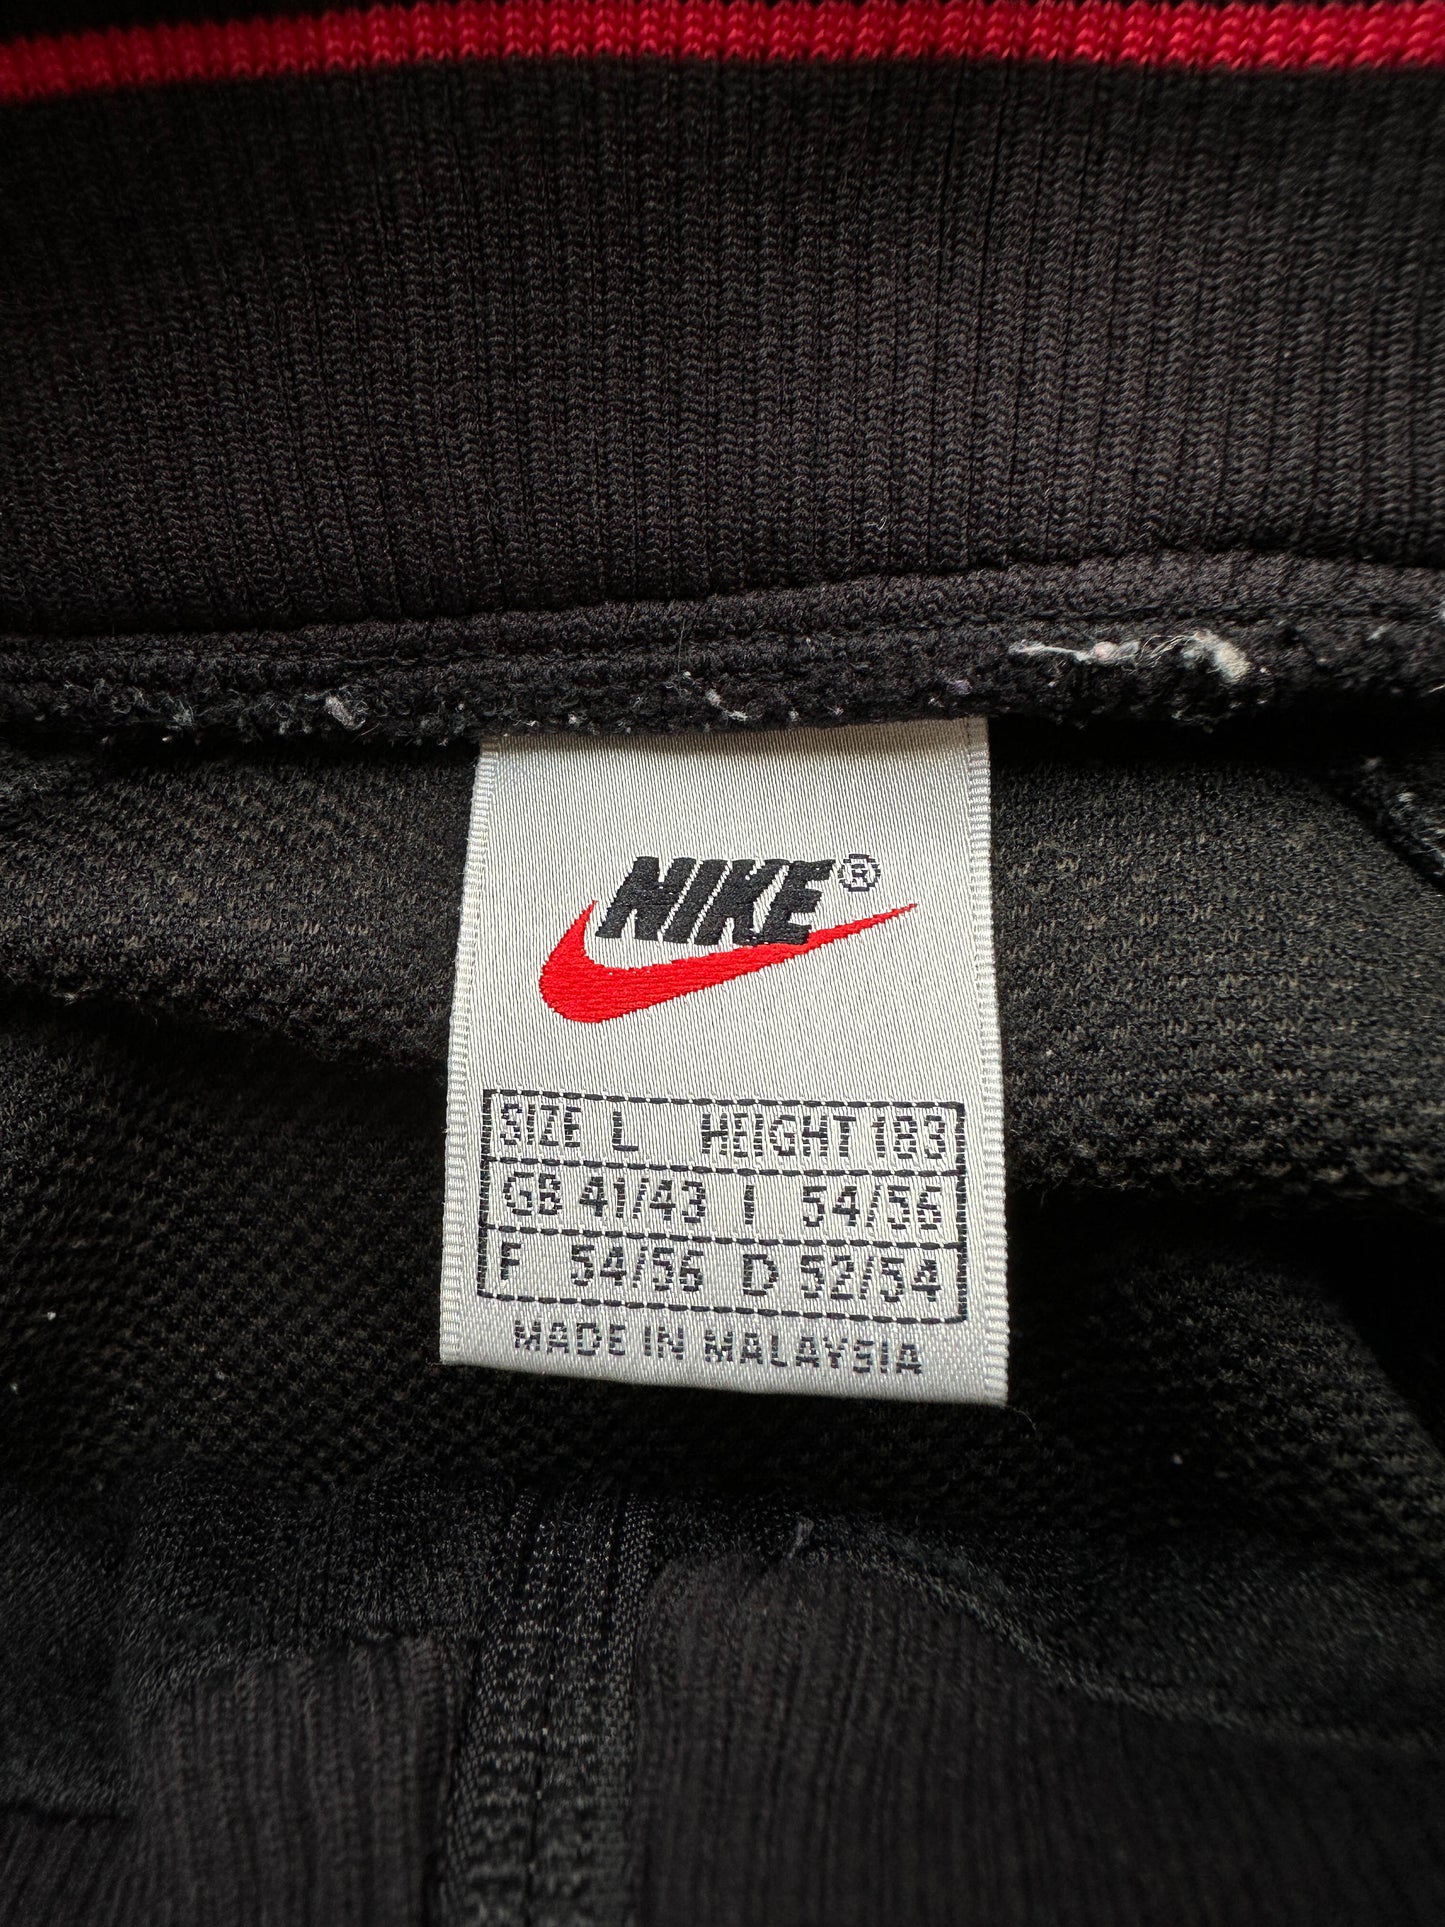 NIKE®
SIZE L HEIGHT 183
GB 41/43 I 54/56
F 54/56 D 52/54
MADE IN MALAYSIA